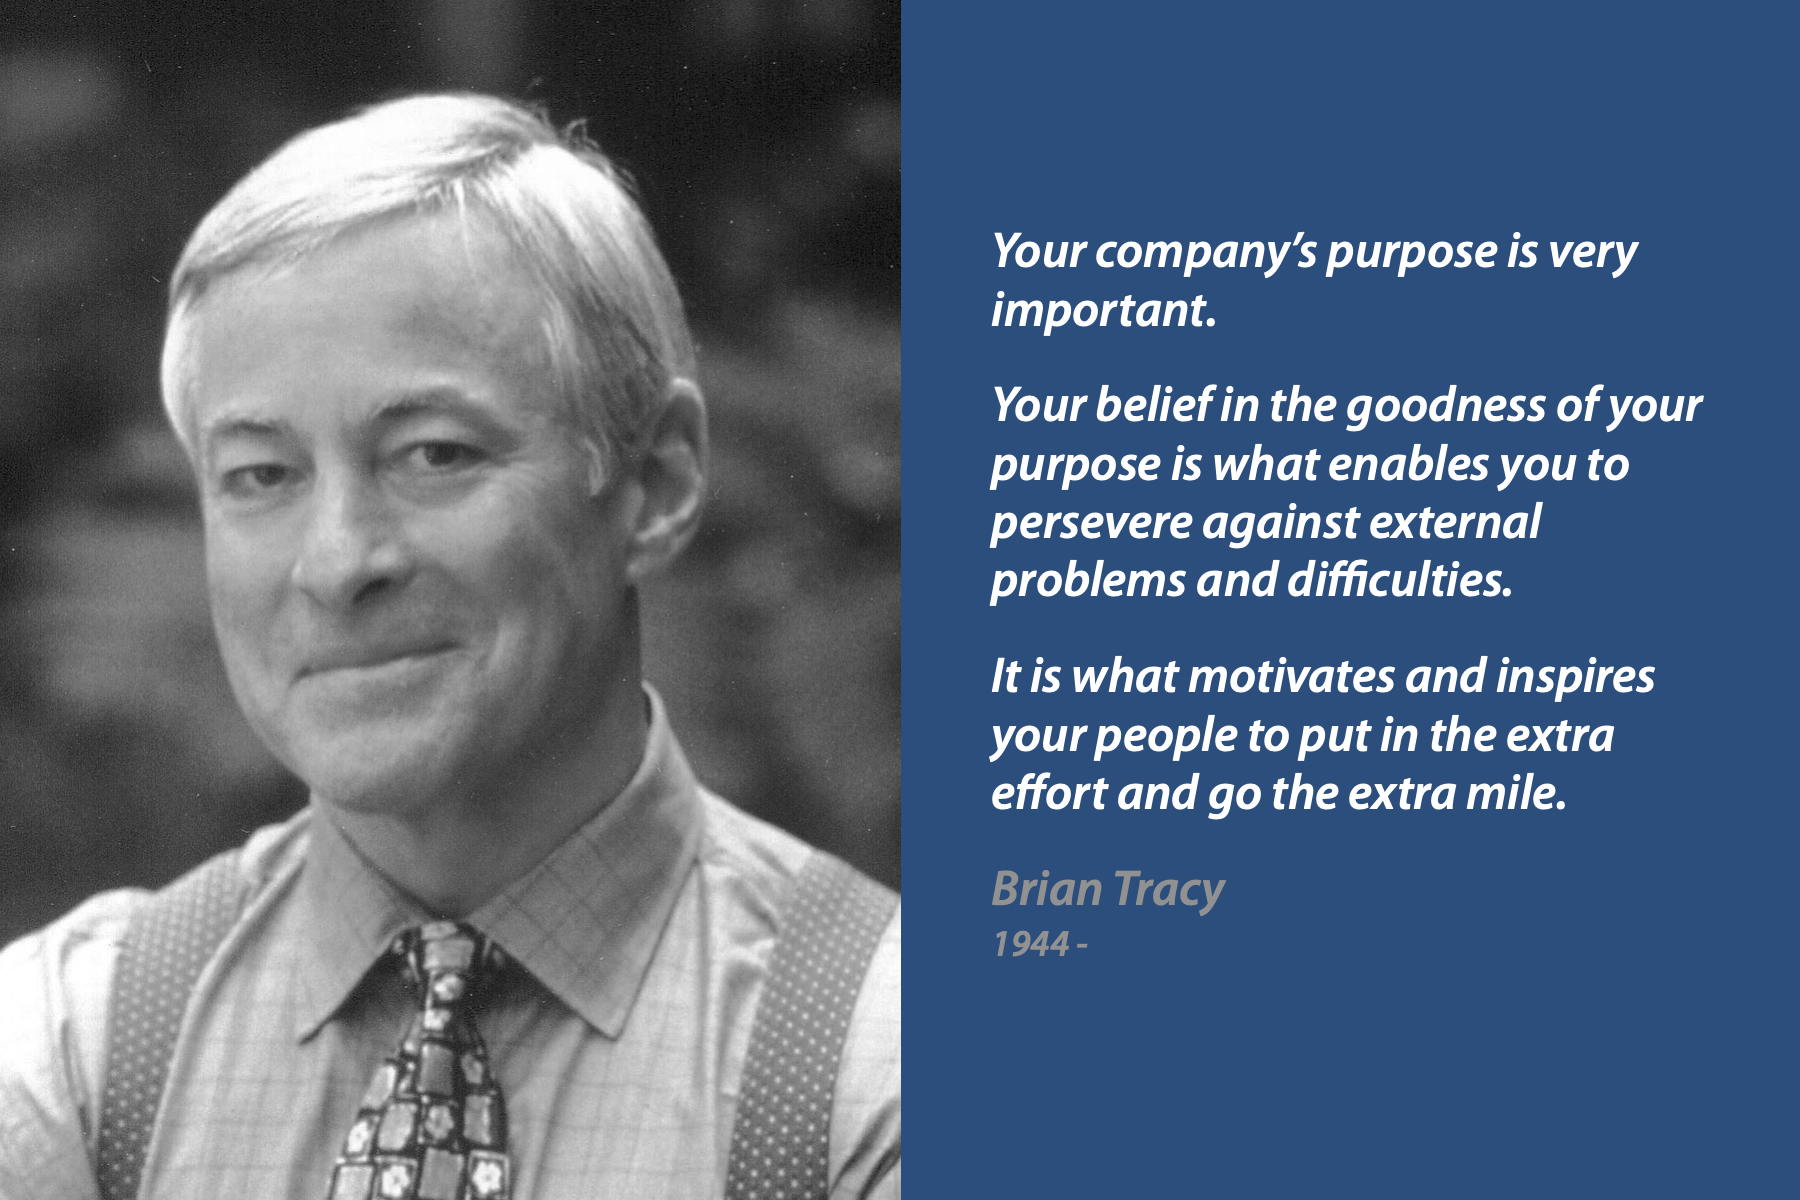 Your company’s purpose is very
important.
Your belief in the goodness of your
purpose is what enables you to
persevere against external
problems and difficulties.
It is what motivates and inspires
your people to put in the extra
effort and go the extra mile.
Brian Tracy
1944 -